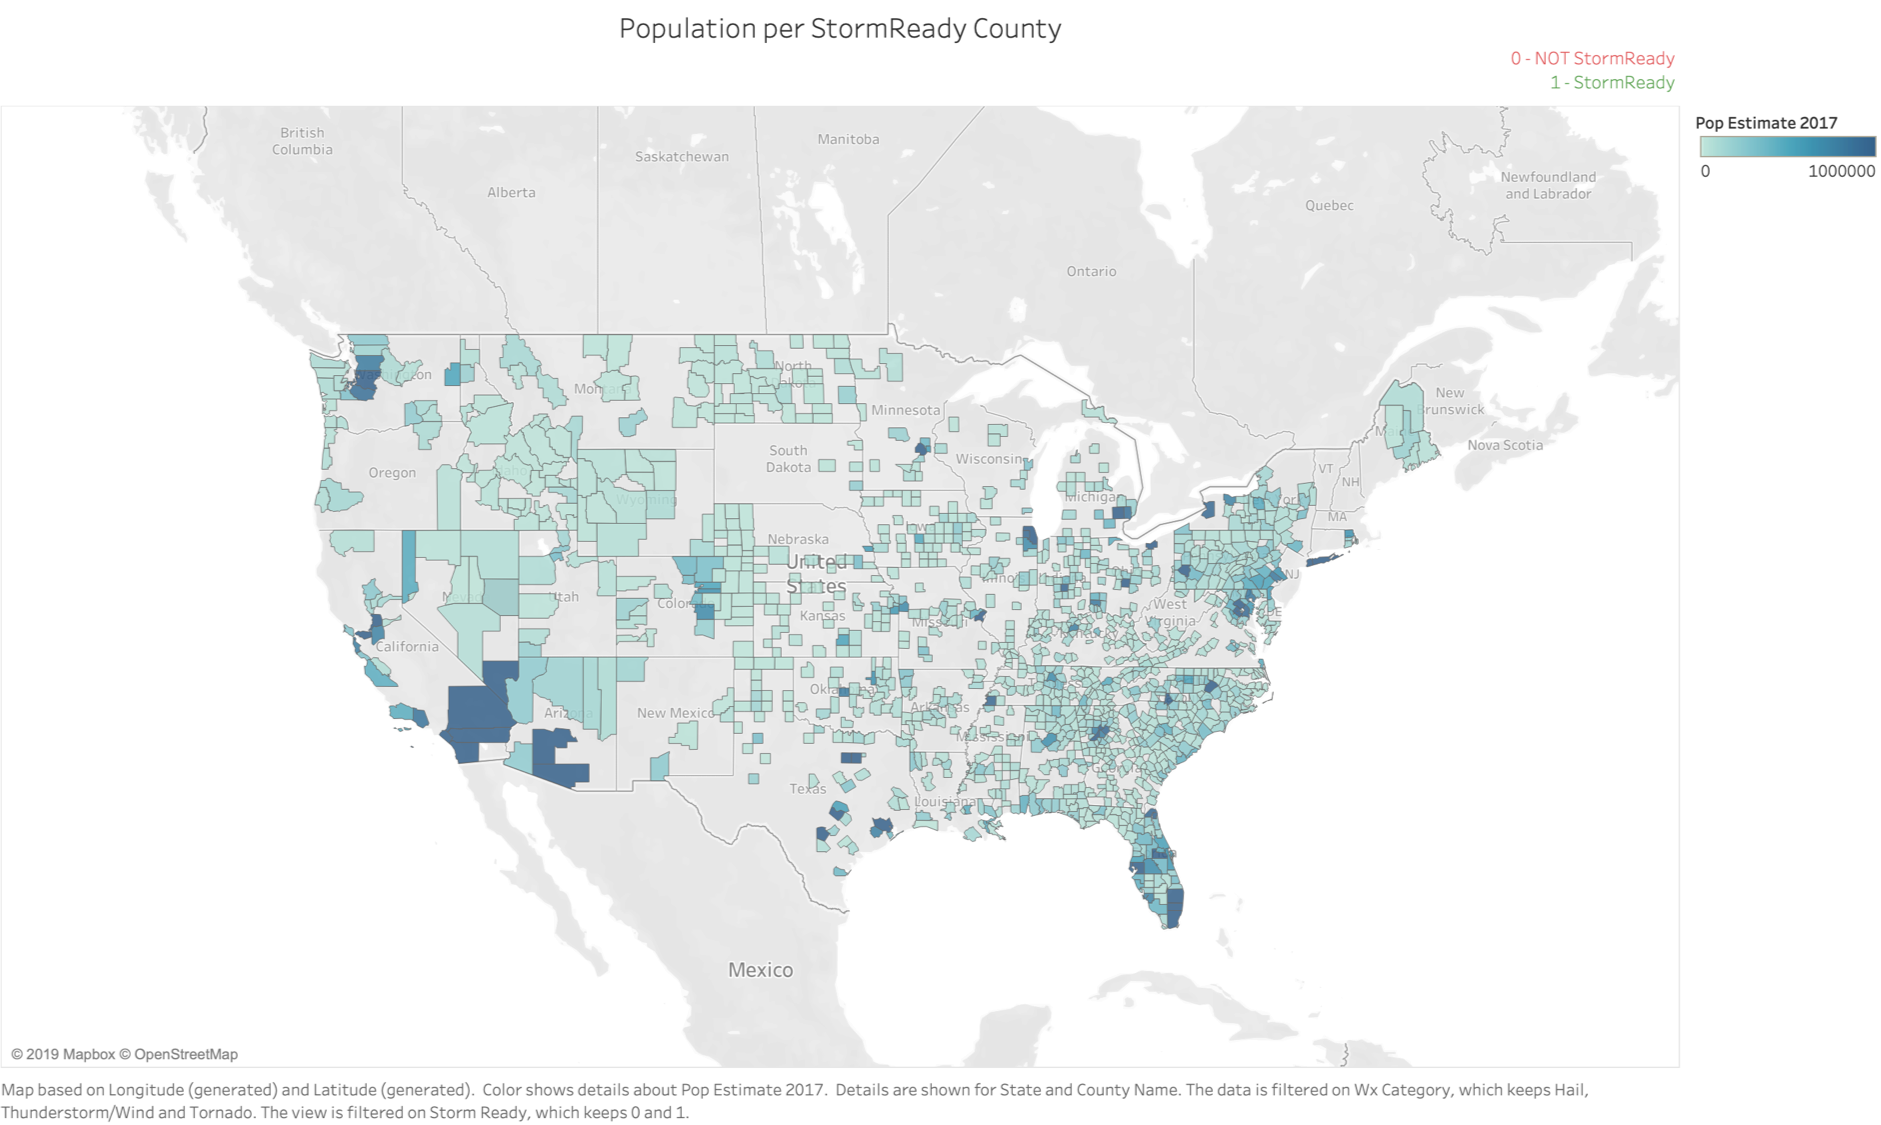 Population per StormReady County
0 - NOT StormReady
1 - StormReady
Pop Estimate 2017
0 1000000
British
Columbia
Alberta
Saskatchewan
Manitoba
Ontario
Quebec
Newfoundland
and Labrador
New
Brunswick
Nova Scotia
Washington
Montana
North
Dakota
Minnesota
Oregon
Idaho
South
Dakota
Wisconsin
Michigan
VT
NH
MA
Wyoming
Iowa
Nebraska
United
States
Illinois
NJ
Nevada
Utah
Colorado
Kansas
Missouri
West
Virginia
DE
Kentucky
California
Arizona
New Mexico
Oklahoma
Arkansas
Mississippi
Georgia
Texas
Louisiana
Mexico
© 2019 Mapbox © OpenStreetMap
Map based on Longitude (generated) and Latitude (generated).  Color shows details about Pop Estimate 2017.  Details are shown for State and County Name. The data is filtered on Wx Category, which keeps Hail,
Thunderstorm/Wind and Tornado. The view is filtered on Storm Ready, which keeps 0 and 1.